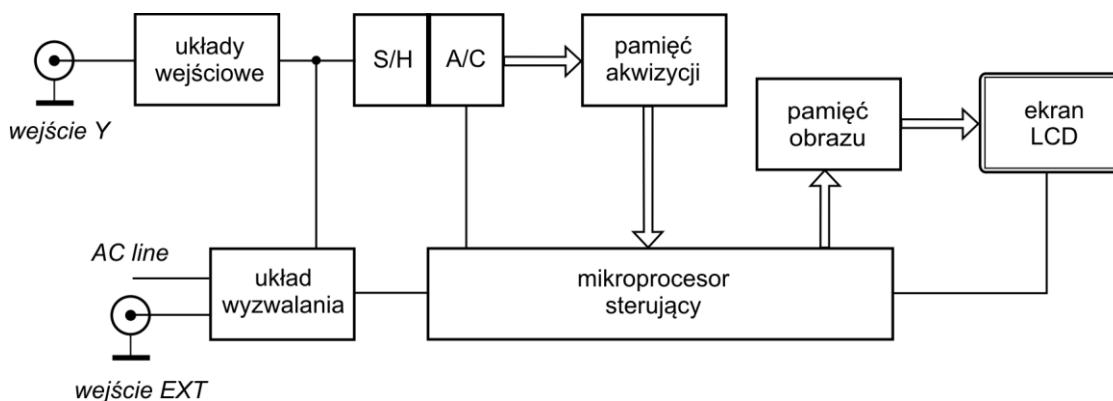 układy
wejściowe
S/H
A/C
pamięć
akwizycji
wejście Y
pamięć
obrazu
ekran
LCD
AC line
układ
wyzwalania
mikroprocesor
sterujący
wejście EXT